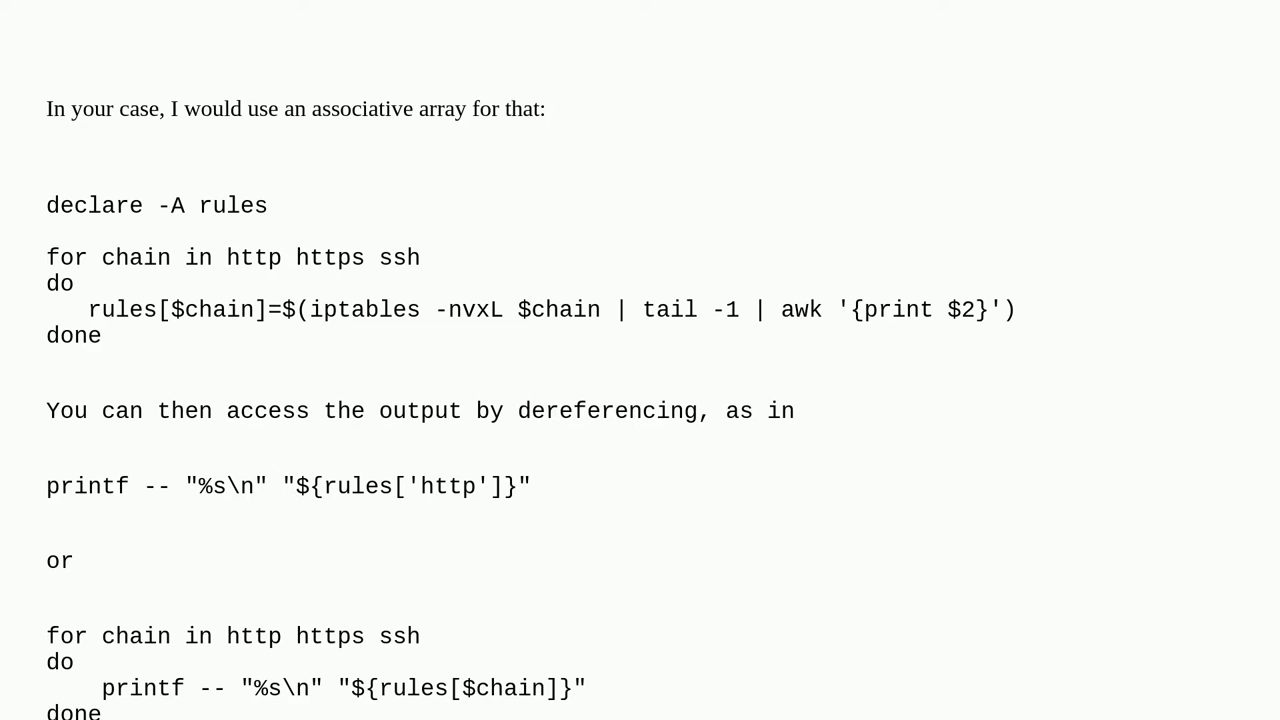 In your case, I would use an associative array for that:
declare -A rules
for chain in http https ssh
do
   rules[$chain]=$(iptables -nvxL $chain | tail -1 | awk '{print $2}')
done
You can then access the output by dereferencing, as in
printf -- "%s\n" "${rules['http']}"
or
for chain in http https ssh
do
    printf -- "%s\n" "${rules[$chain]}"
done